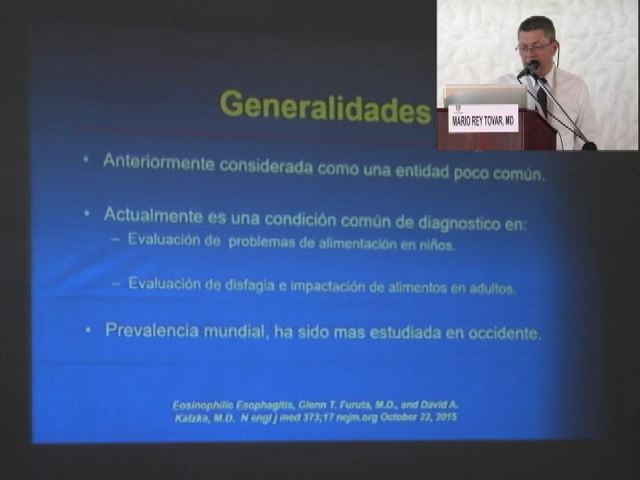 MARIO REY TOVAR, MD
Generalidades
• Anteriormente considerada como una entidad poco común.
• Actualmente es una condición común de diagnostico en:
– Evaluación de problemas de alimentación en niños.
– Evaluación de disfagia e impactación de alimentos en adultos.
• Prevalencia mundial, ha sido mas estudiada en occidente.
Eosinophilic Esophagitis, Glenn T. Furuta, M.D., and David A.
Katzka, M.D. N engl j med 373;17 nejm.org October 22, 2015